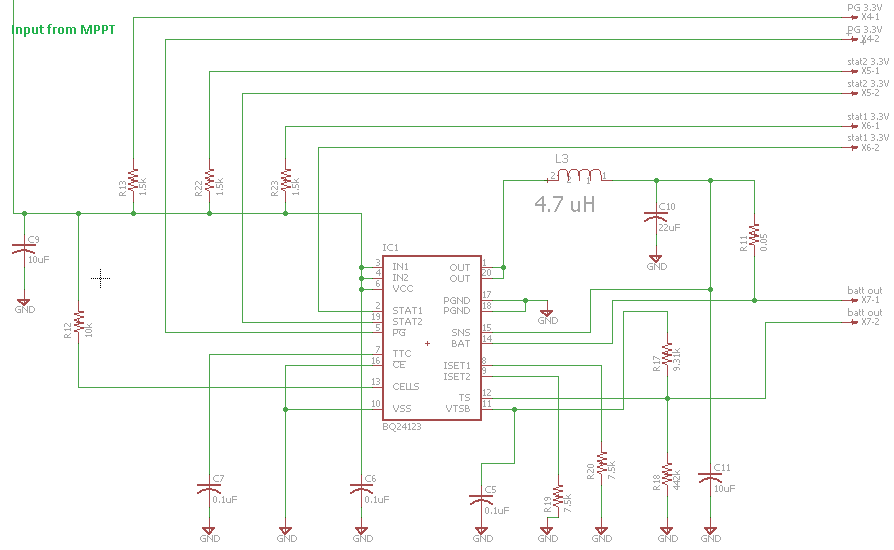 PG 3.3V
X4-1
Input from MPPT
PG 3.3V
X4-2
stat2 3.3V
X5-1
stat2 3.3V
X5-2
stat1 3.3V
X6-1
stat1 3.3V
X6-2
L3
2 2 1 1
4.7 uH
R13
1.5k
R22
1.5k
R23
1.5k
C10
22uF
GND
R11
0.05
C9
10uF
GND
R12
10k
IC1
3 IN1 OUT 1
4 IN2 OUT 20
6 VCC
PGND 17
2 STAT1 PGND 18
19 STAT2
5 PG SNS 15
BAT 14
7 TTC
16 CE ISET1 8
ISET2 9
13 CELLS
TS 12
10 VSS VTSB 11
BQ24123
GND
batt out
X7-1
batt out
X7-2
R17
9.31k
C7
0.1uF
C6
0.1uF
C5
0.1uF
R19
7.5k
R20
7.5k
R18
442k
C11
10uF
GND
GND
GND
GND
GND
GND
GND
GND